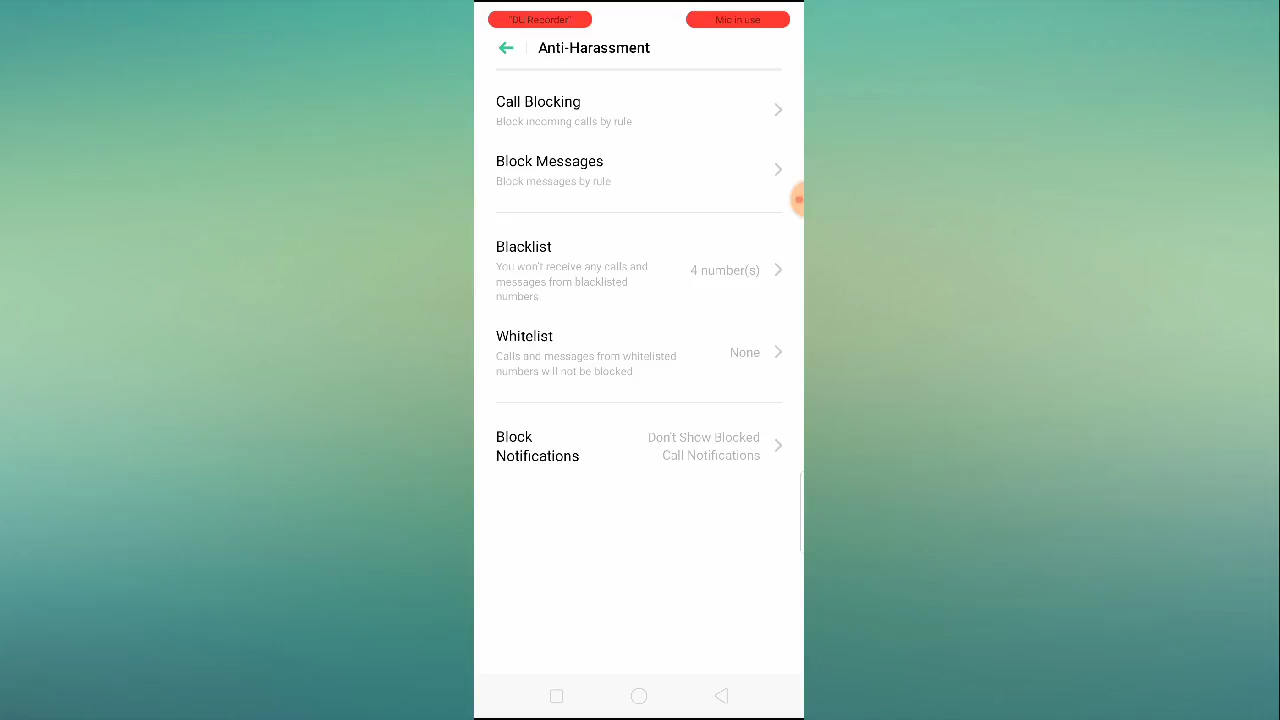 "DU Recorder" Mic in use
Anti-Harassment
Call Blocking
Block incoming calls by rule
Block Messages
Block messages by rule
Blacklist
You won't receive any calls and
messages from blacklisted
numbers
4 number(s)
Whitelist
Calls and messages from whitelisted
numbers will not be blocked
None
Block
Notifications
Don't Show Blocked
Call Notifications